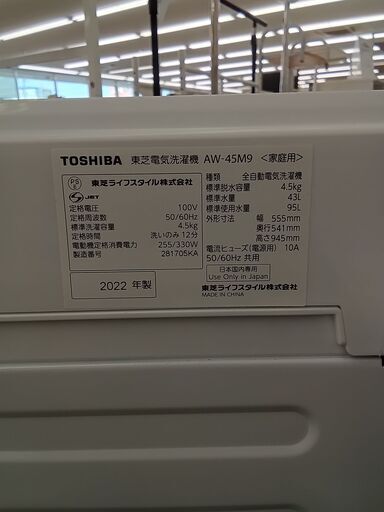 TOSHIBA 東芝電気洗濯機 AW-45M9 <家庭用>
PS E
東芝ライフスタイル株式会社
JET
定格電圧 100V
定格周波数 50/60Hz
標準洗濯容量 4.5kg
定格時間 洗いのみ 12分
電動機定格消費電力 255/330W
製造番号 281705KA
2022 年製
種類 全自動電気洗濯機
標準脱水容量 4.5kg
標準水量 43L
標準使用水量 95L
外形寸法 幅 555mm
奥行541mm
高さ945mm
電流ヒューズ(電源用) 10A
50/60Hz 共用
日本国内専用
Use Only in Japan
東芝ライフスタイル株式会社
MADE IN CHINA